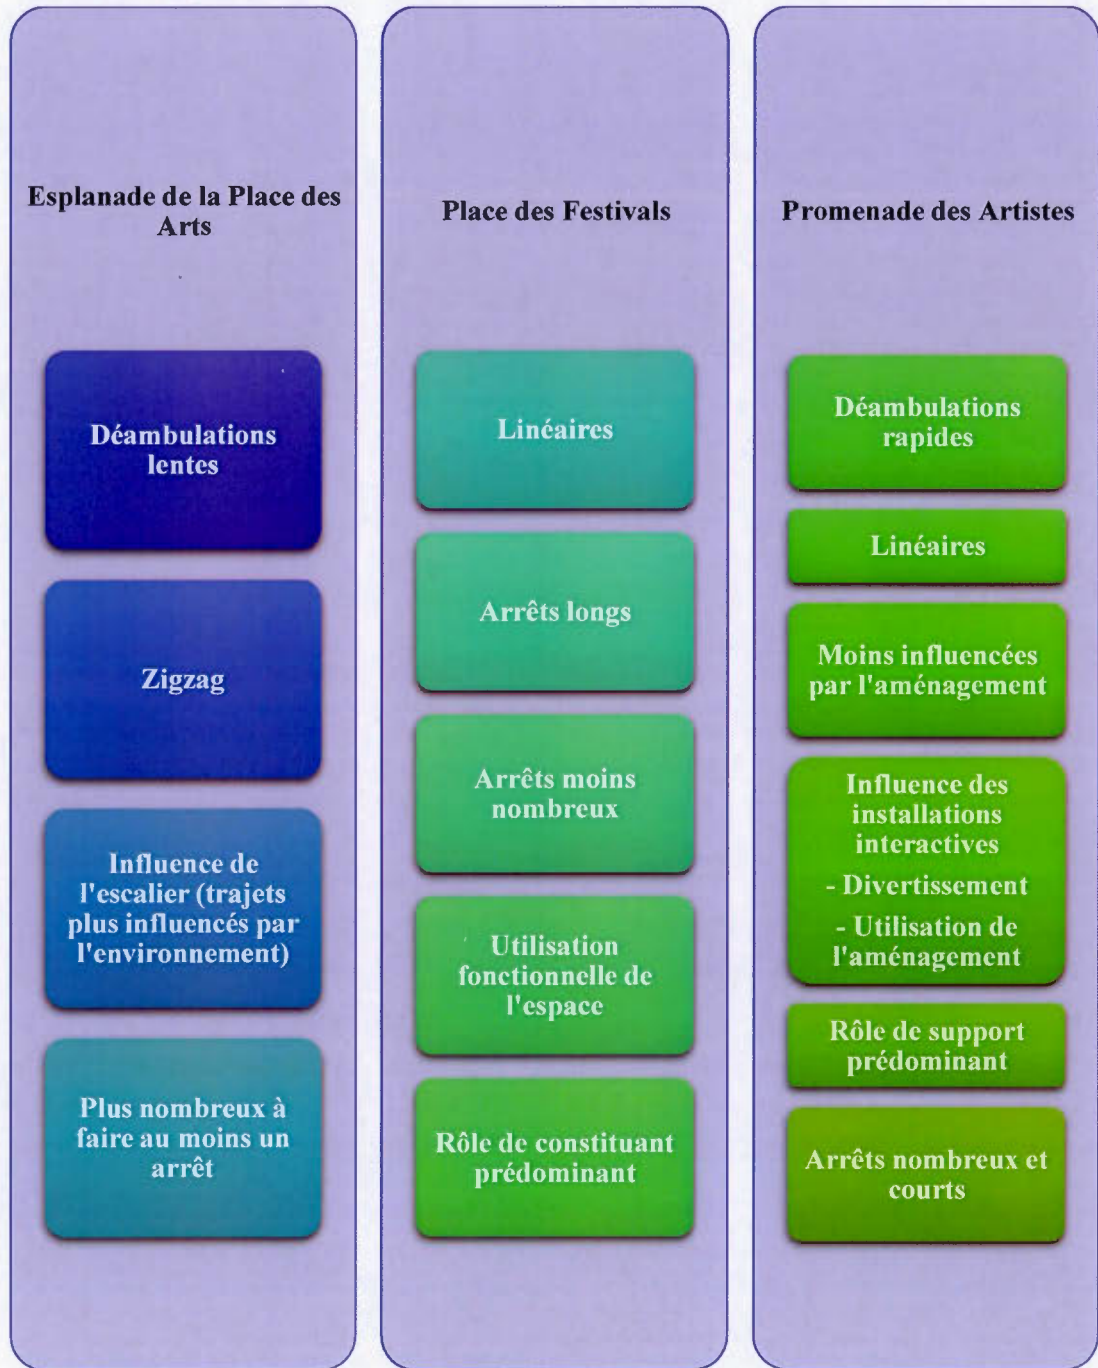 Esplanade de la Place des
Arts
Déambulations
lentes
Zigzag
Influence de
l'escalier (trajets
plus influencés par
l'environnement)
Plus nombreux à
faire au moins un
arrêt
Place des Festivals
Linéaires
Arrêts longs
Arrêts moins
nombreux
Utilisation
fonctionnelle de
l'espace
Rôle de constituant
prédominant
Promenade des Artistes
Déambulations
rapides
Linéaires
Moins influencées
par l'aménagement
Influence des
installations
interactives
- Divertissement
- Utilisation de
l'aménagement
Rôle de support
prédominant
Arrêts nombreux et
courts